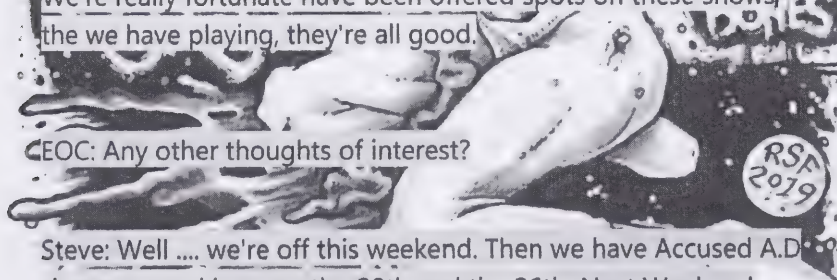 We're really fortunate have been offered spots on these shows,
the we have playing, they're all good.
EOC: Any other thoughts of interest?
RSF
2019
Steve: Well .... we're off this weekend. Then we have Accused A.D